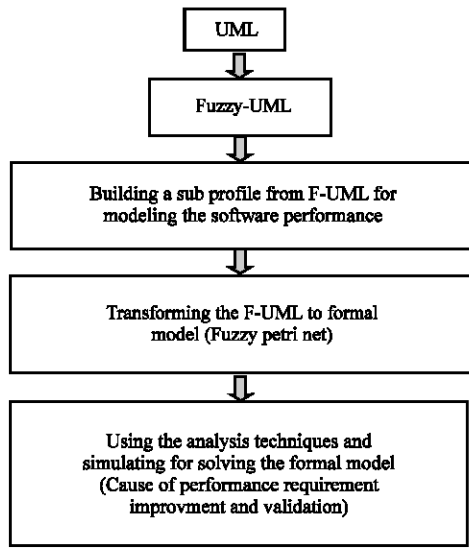 UML
Fuzzy-UML
Building a sub profile from F-UML for
modeling the software performance
Transforming the F-UML to formal
model (Fuzzy petri net)
Using the analysis techniques and
simulating for solving the formal model
(Cause of performance requirement
improvment and validation)